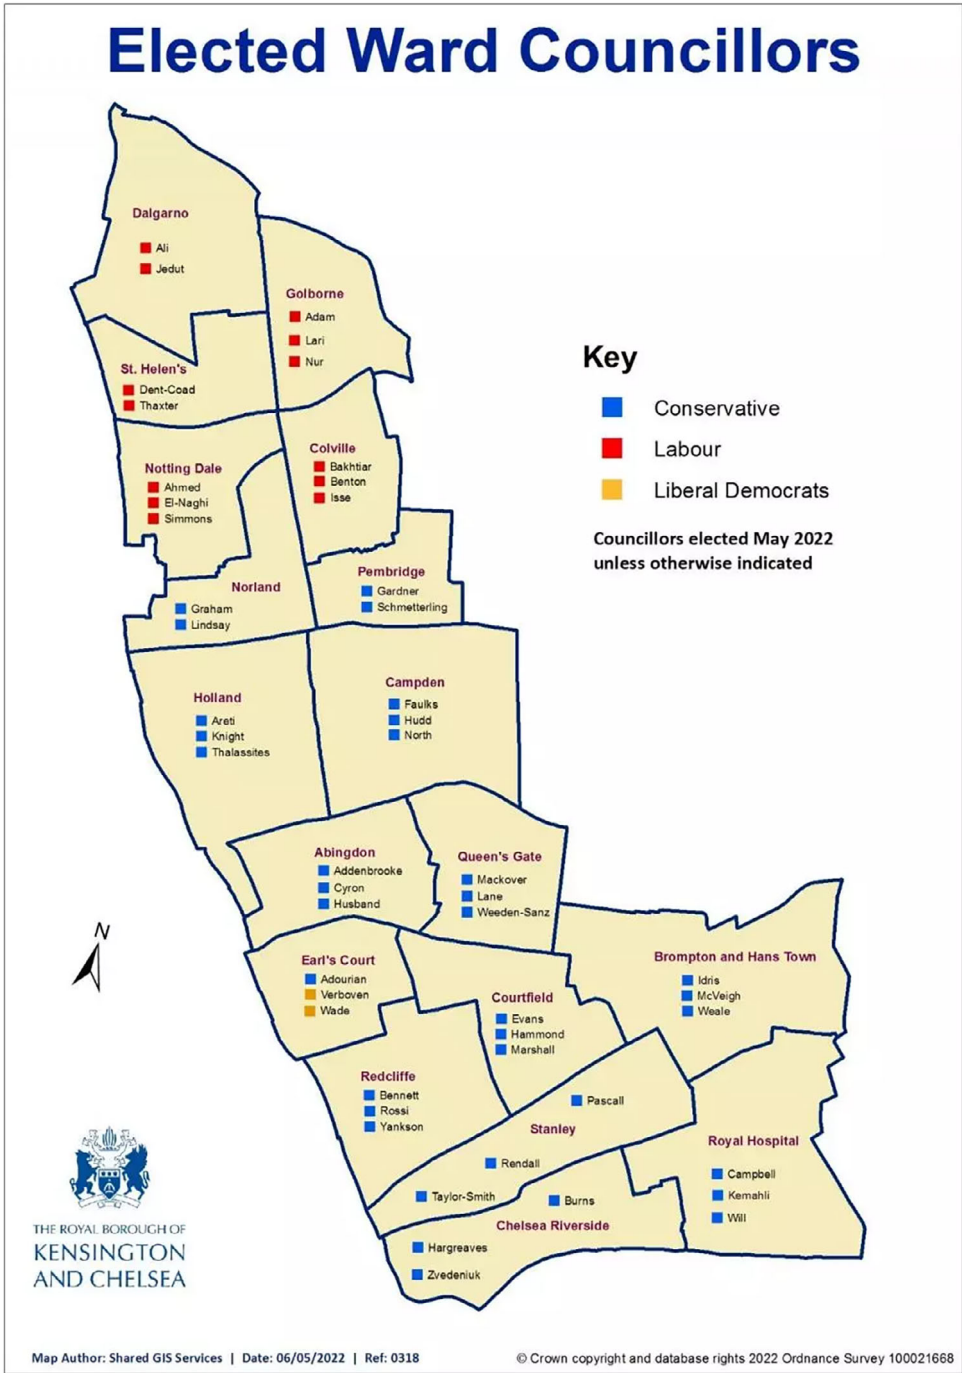 Elected Ward Councillors
Dalgarno
Ali
Jedut
Golborne
Adam
Lari
Nur
St. Helen's
Dent-Coad
Thaxter
Notting Dale
Ahmed
El-Naghi
Simmons
Colville
Bakhtiar
Benton
Isse
Key
Conservative
Labour
Liberal Democrats
Councillors elected May 2022
unless otherwise indicated
Norland
Graham
Lindsay
Pembridge
Gardner
Schmetterling
Holland
Areti
Knight
Thalassites
Campden
Faulks
Hudd
North
Abingdon
Addenbrooke
Cyron
Husband
Queen's Gate
Mackover
Lane
Weeden-Sanz
N
Earl's Court
Adourian
Verboven
Wade
Courtfield
Evans
Hammond
Marshall
Brompton and Hans Town
Idris
McVeigh
Weale
Redcliffe
Bennett
Rossi
Yankson
Pascall
Stanley
Rendall
Taylor-Smith
Royal Hospital
Campbell
Kemahli
Will
Burns
Chelsea Riverside
Hargreaves
Zvedeniuk
THE ROYAL BOROUGH OF
KENSINGTON
AND CHELSEA
Map Author: Shared GIS Services | Date: 06/05/2022 | Ref: 0318
© Crown copyright and database rights 2022 Ordnance Survey 100021668